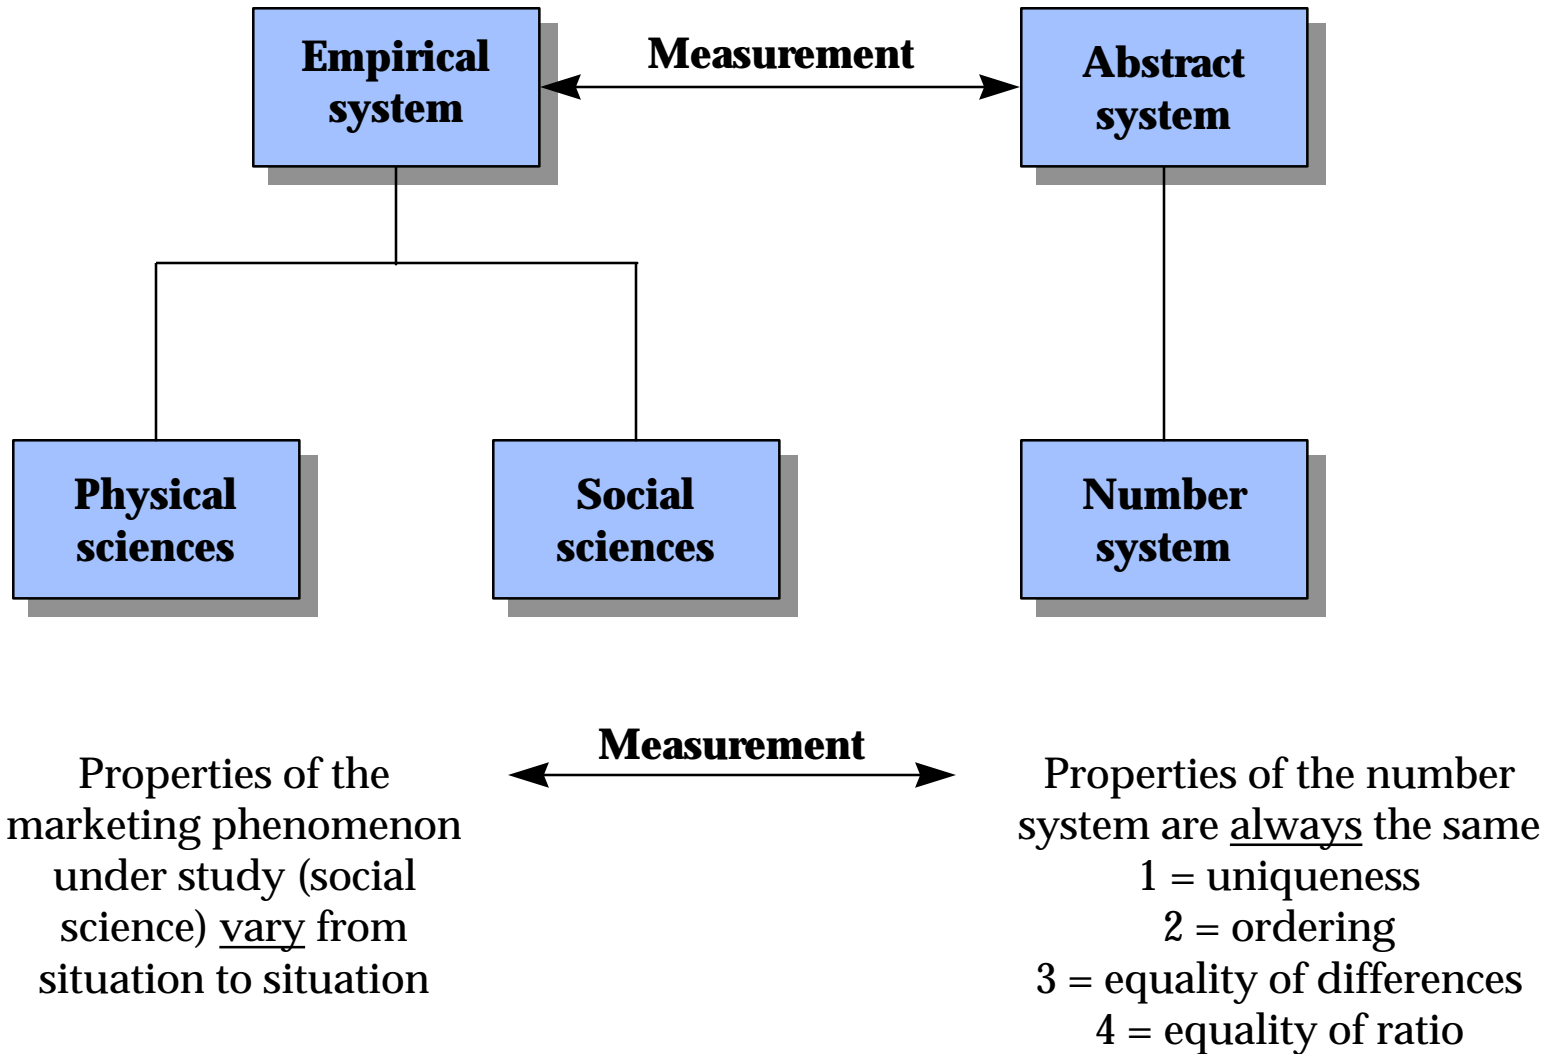 Empirical
system
Measurement
Abstract
system
Physical
sciences
Social
sciences
Number
system
Measurement
Properties of the
marketing phenomenon
under study (social
science) vary from
situation to situation
Properties of the number
system are always the same
1 = uniqueness
2 = ordering
3 = equality of differences
4 = equality of ratio